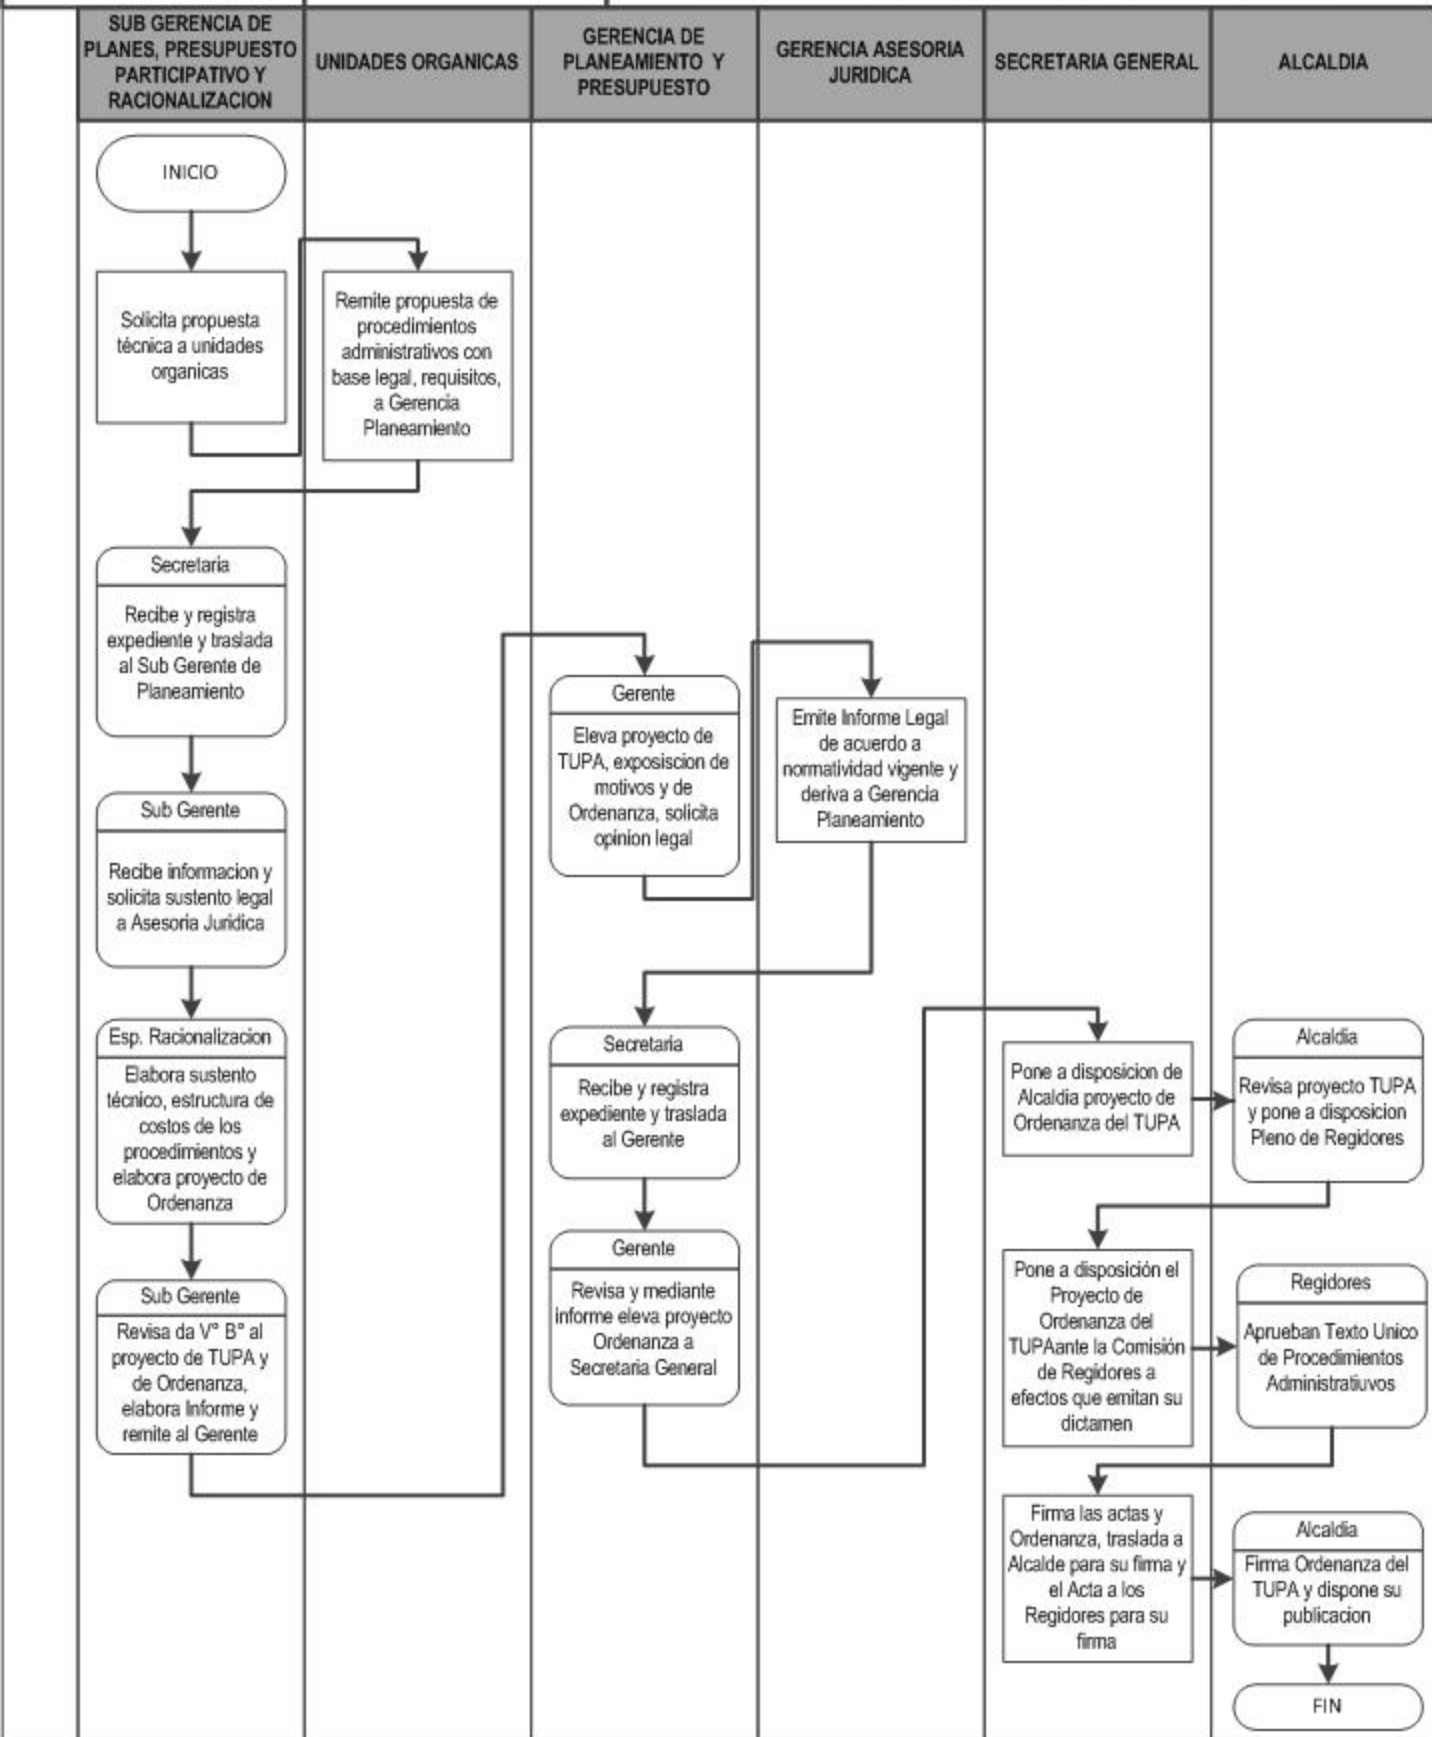 SUB GERENCIA DE
PLANES, PRESUPUESTO
PARTICIPATIVO Y
RACIONALIZACION
UNIDADES ORGANICAS
GERENCIA DE
PLANEAMIENTO Y
PRESUPUESTO
GERENCIA ASESORIA
JURIDICA
SECRETARIA GENERAL
ALCALDIA
INICIO
Solicita propuesta
técnica a unidades
organicas
Remite propuesta de
procedimientos
administrativos con
base legal, requisitos,
a Gerencia
Planeamiento
Secretaria
Recibe y registra
expediente y traslada
al Sub Gerente de
Planeamiento
Sub Gerente
Recibe informacion y
solicita sustento legal
a Asesoria Juridica
Esp. Racionalizacion
Elabora sustento
técnico, estructura de
costos de los
procedimientos y
elabora proyecto de
Ordenanza
Sub Gerente
Revisa da V° B° al
proyecto de TUPA y
de Ordenanza,
elabora Informe y
remite al Gerente
Gerente
Eleva proyecto de
TUPA, exposiscion de
motivos y de
Ordenanza, solicita
opinion legal
Emite Informe Legal
de acuerdo a
normatividad vigente y
deriva a Gerencia
Planeamiento
Secretaria
Recibe y registra
expediente y traslada
al Gerente
Gerente
Revisa y mediante
informe eleva proyecto
Ordenanza a
Secretaria General
Pone a disposicion de
Alcaldia proyecto de
Ordenanza del TUPA
Alcaldia
Revisa proyecto TUPA
y pone a disposicion
Pleno de Regidores
Pone a disposición el
Proyecto de
Ordenanza del
TUPAante la Comisión
de Regidores a
efectos que emitan su
dictamen
Regidores
Aprueban Texto Unico
de Procedimientos
Administratiuvos
Firma las actas y
Ordenanza, traslada a
Alcalde para su firma y
el Acta a los
Regidores para su
firma
Alcaldia
Firma Ordenanza del
TUPA y dispone su
publicacion
FIN